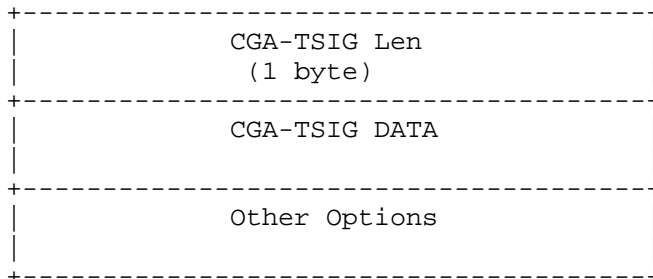 CGA-TSIG Len
(1 byte)
CGA-TSIG DATA
Other Options